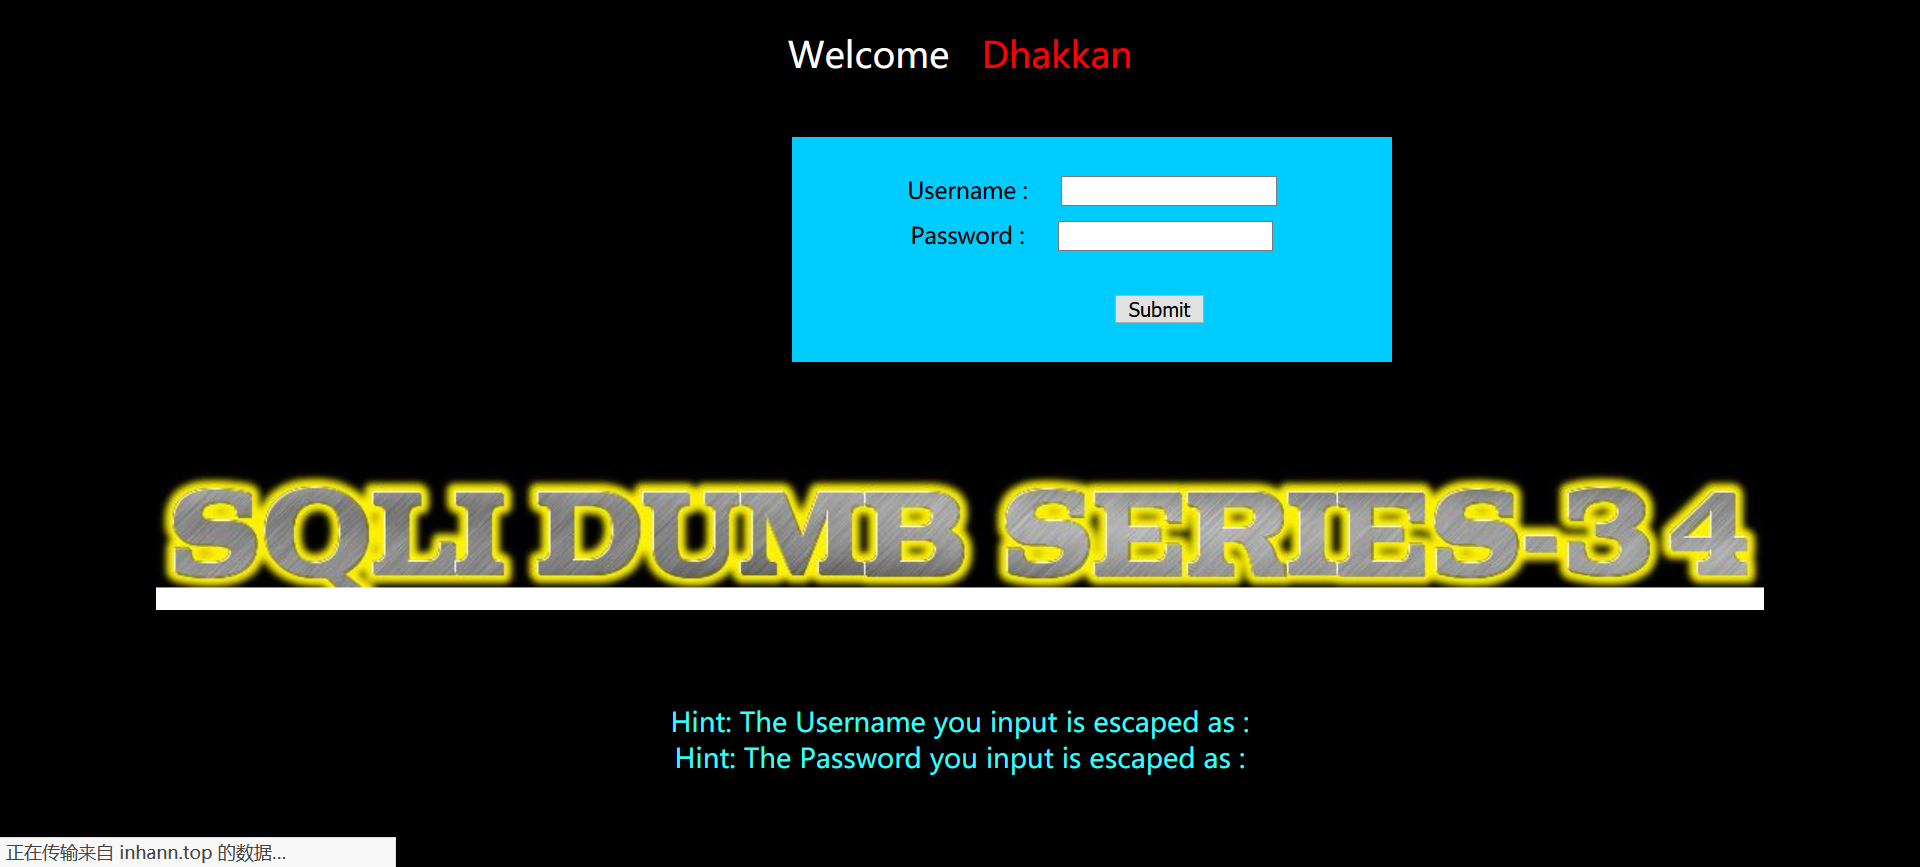 Welcome Dhakkan
Username :
Password :
Submit
SQLI DUMB SERIES-34
Hint: The Username you input is escaped as :
Hint: The Password you input is escaped as :
正在传输来自 inhann.top 的数据...